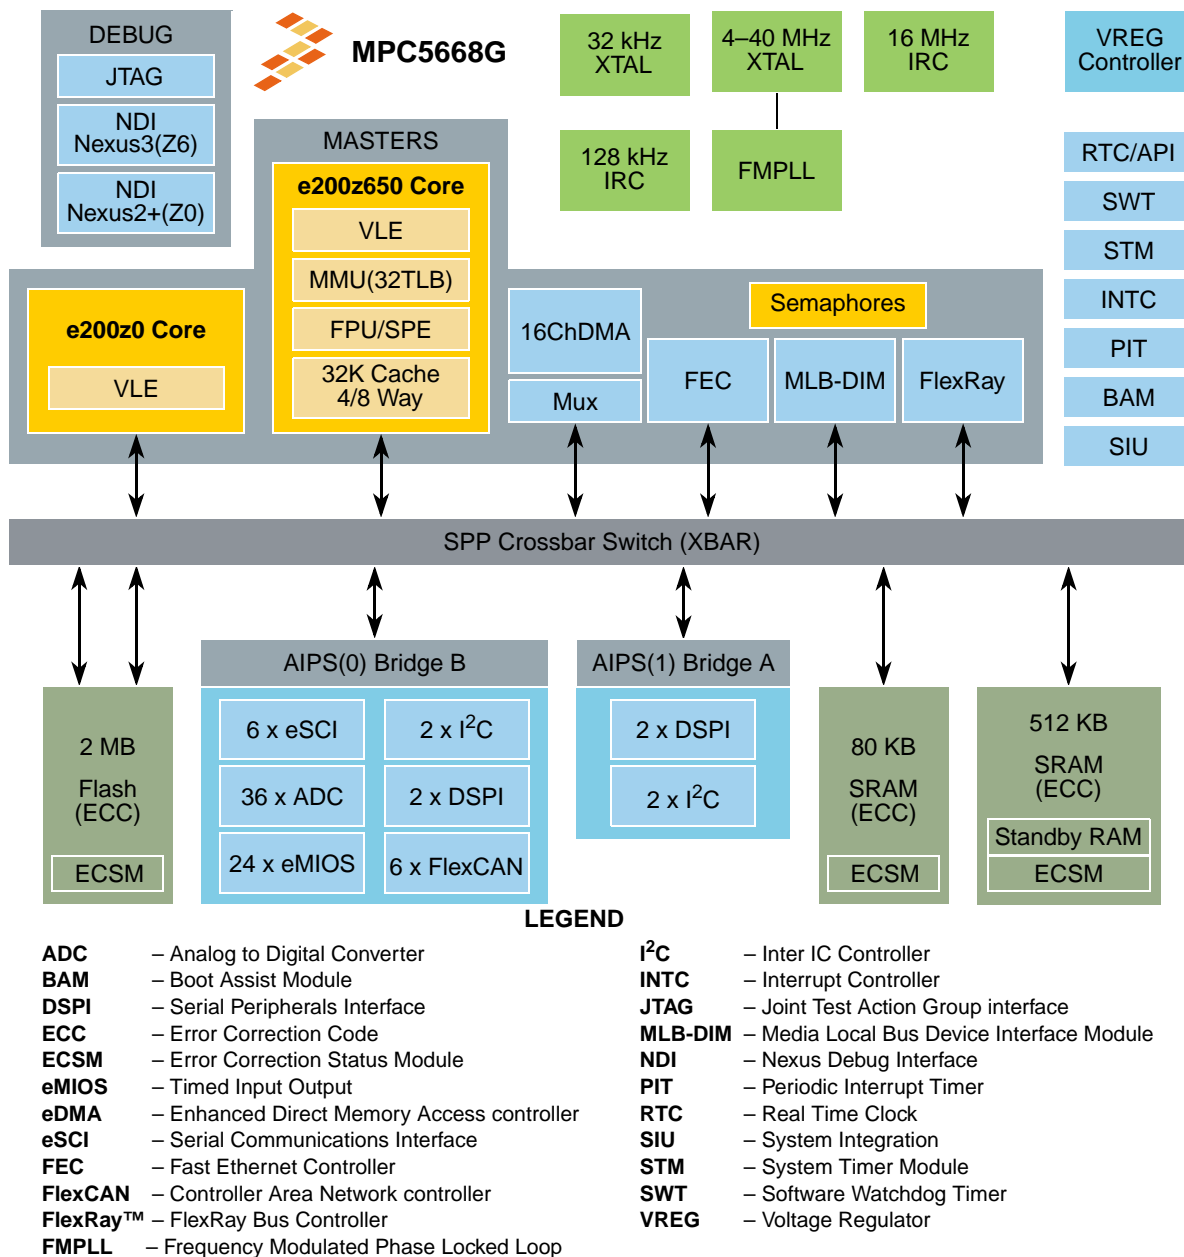 DEBUG
JTAG
NDI
Nexus3(Z6)
NDI
Nexus2+(Z0)
MPC5668G
32 kHz
XTAL
4–40 MHz
XTAL
16 MHz
IRC
VREG
Controller
128 kHz
IRC
FMPLL
MASTERS
e200z650 Core
VLE
MMU(32TLB)
FPU/SPE
32K Cache
4/8 Way
e200z0 Core
VLE
16ChDMA
Mux
Semaphores
FEC
MLB-DIM
FlexRay
RTC/API
SWT
STM
INTC
PIT
BAM
SIU
SPP Crossbar Switch (XBAR)
2 MB
Flash
(ECC)
ECSM
AIPS(0) Bridge B
6 x eSCI
2 x I²C
36 x ADC
2 x DSPI
24 x eMIOS
6 x FlexCAN
AIPS(1) Bridge A
2 x DSPI
2 x I²C
80 KB
SRAM
(ECC)
ECSM
512 KB
SRAM
(ECC)
Standby RAM
ECSM
LEGEND
ADC – Analog to Digital Converter
BAM – Boot Assist Module
DSPI – Serial Peripherals Interface
ECC – Error Correction Code
ECSM – Error Correction Status Module
eMIOS – Timed Input Output
eDMA – Enhanced Direct Memory Access controller
eSCI – Serial Communications Interface
FEC – Fast Ethernet Controller
FlexCAN – Controller Area Network controller
FlexRay™ – FlexRay Bus Controller
FMPLL – Frequency Modulated Phase Locked Loop
I²C – Inter IC Controller
INTC – Interrupt Controller
JTAG – Joint Test Action Group interface
MLB-DIM – Media Local Bus Device Interface Module
NDI – Nexus Debug Interface
PIT – Periodic Interrupt Timer
RTC – Real Time Clock
SIU – System Integration
STM – System Timer Module
SWT – Software Watchdog Timer
VREG – Voltage Regulator